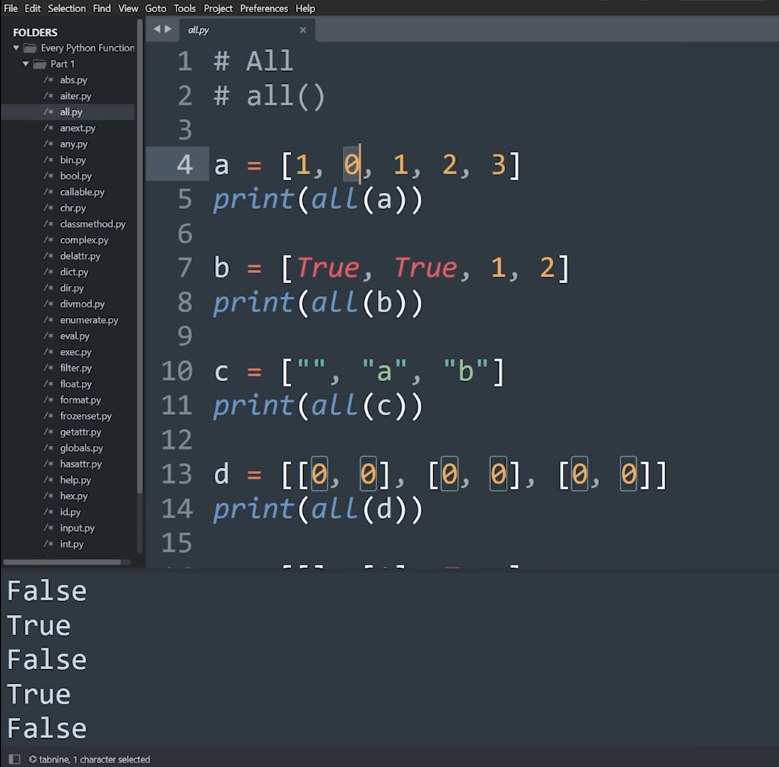 File Edit Selection Find View Goto Tools Project Preferences Help
FOLDERS
Every Python Function
Part 1
abs.py
aiter.py
all.py
anext.py
any.py
bin.py
bool.py
callable.py
chr.py
classmethod.py
complex.py
delattr.py
dict.py
dir.py
divmod.py
enumerate.py
eval.py
exec.py
filter.py
float.py
format.py
frozenset.py
getattr.py
globals.py
hasattr.py
help.py
hex.py
id.py
input.py
int.py
all.py
1 # All
2 # all()
3
4 a = [1, 0, 1, 2, 3]
5 print(all(a))
6
7 b = [True, True, 1, 2]
8 print(all(b))
9
10 c = ["", "a", "b"]
11 print(all(c))
12
13 d = [[0, 0], [0, 0], [0, 0]]
14 print(all(d))
15
False
True
False
True
False
tabnine, 1 character selected